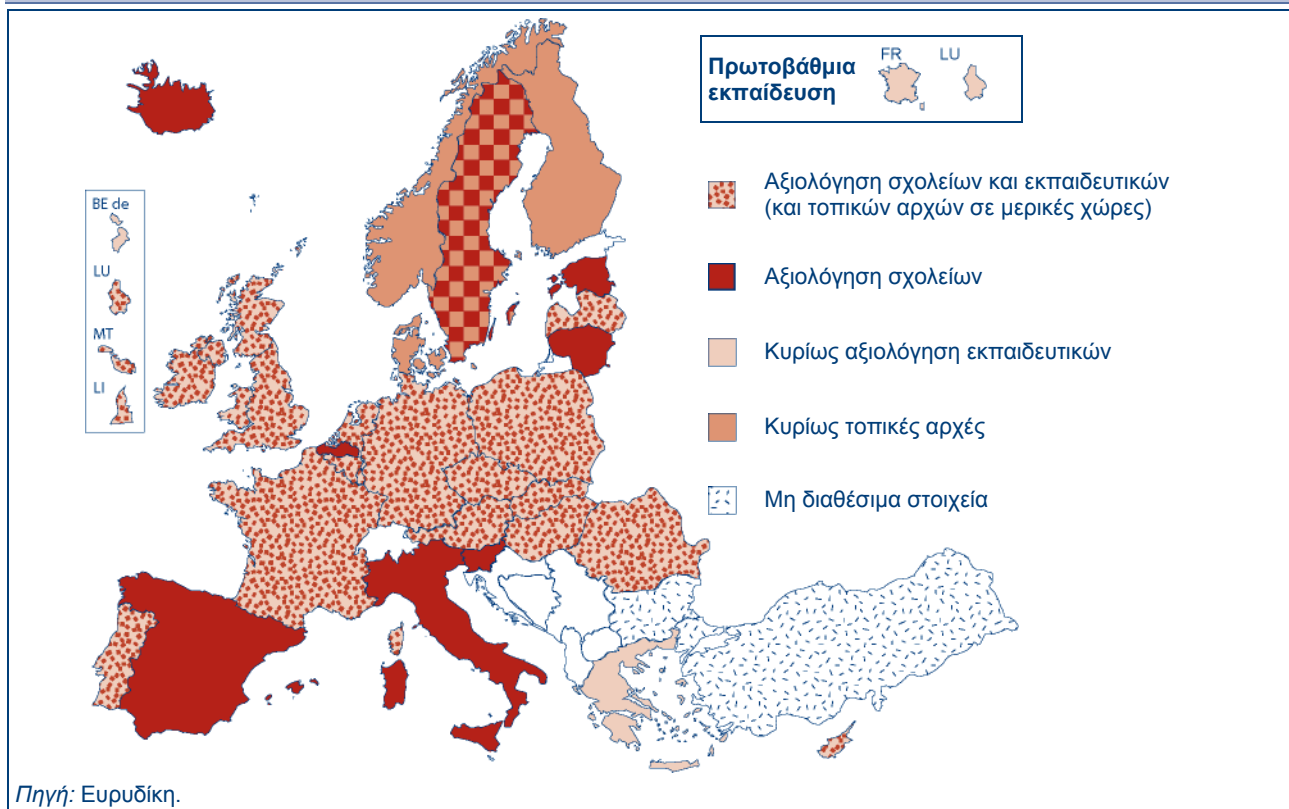 Πρωτοβάθμια
εκπαίδευση
FR
LU
Αξιολόγηση σχολείων και εκπαιδευτικών
(και τοπικών αρχών σε μερικές χώρες)
Αξιολόγηση σχολείων
Κυρίως αξιολόγηση εκπαιδευτικών
Κυρίως τοπικές αρχές
Μη διαθέσιμα στοιχεία
BE de
LU
MT
LI
Πηγή: Ευρυδίκη.